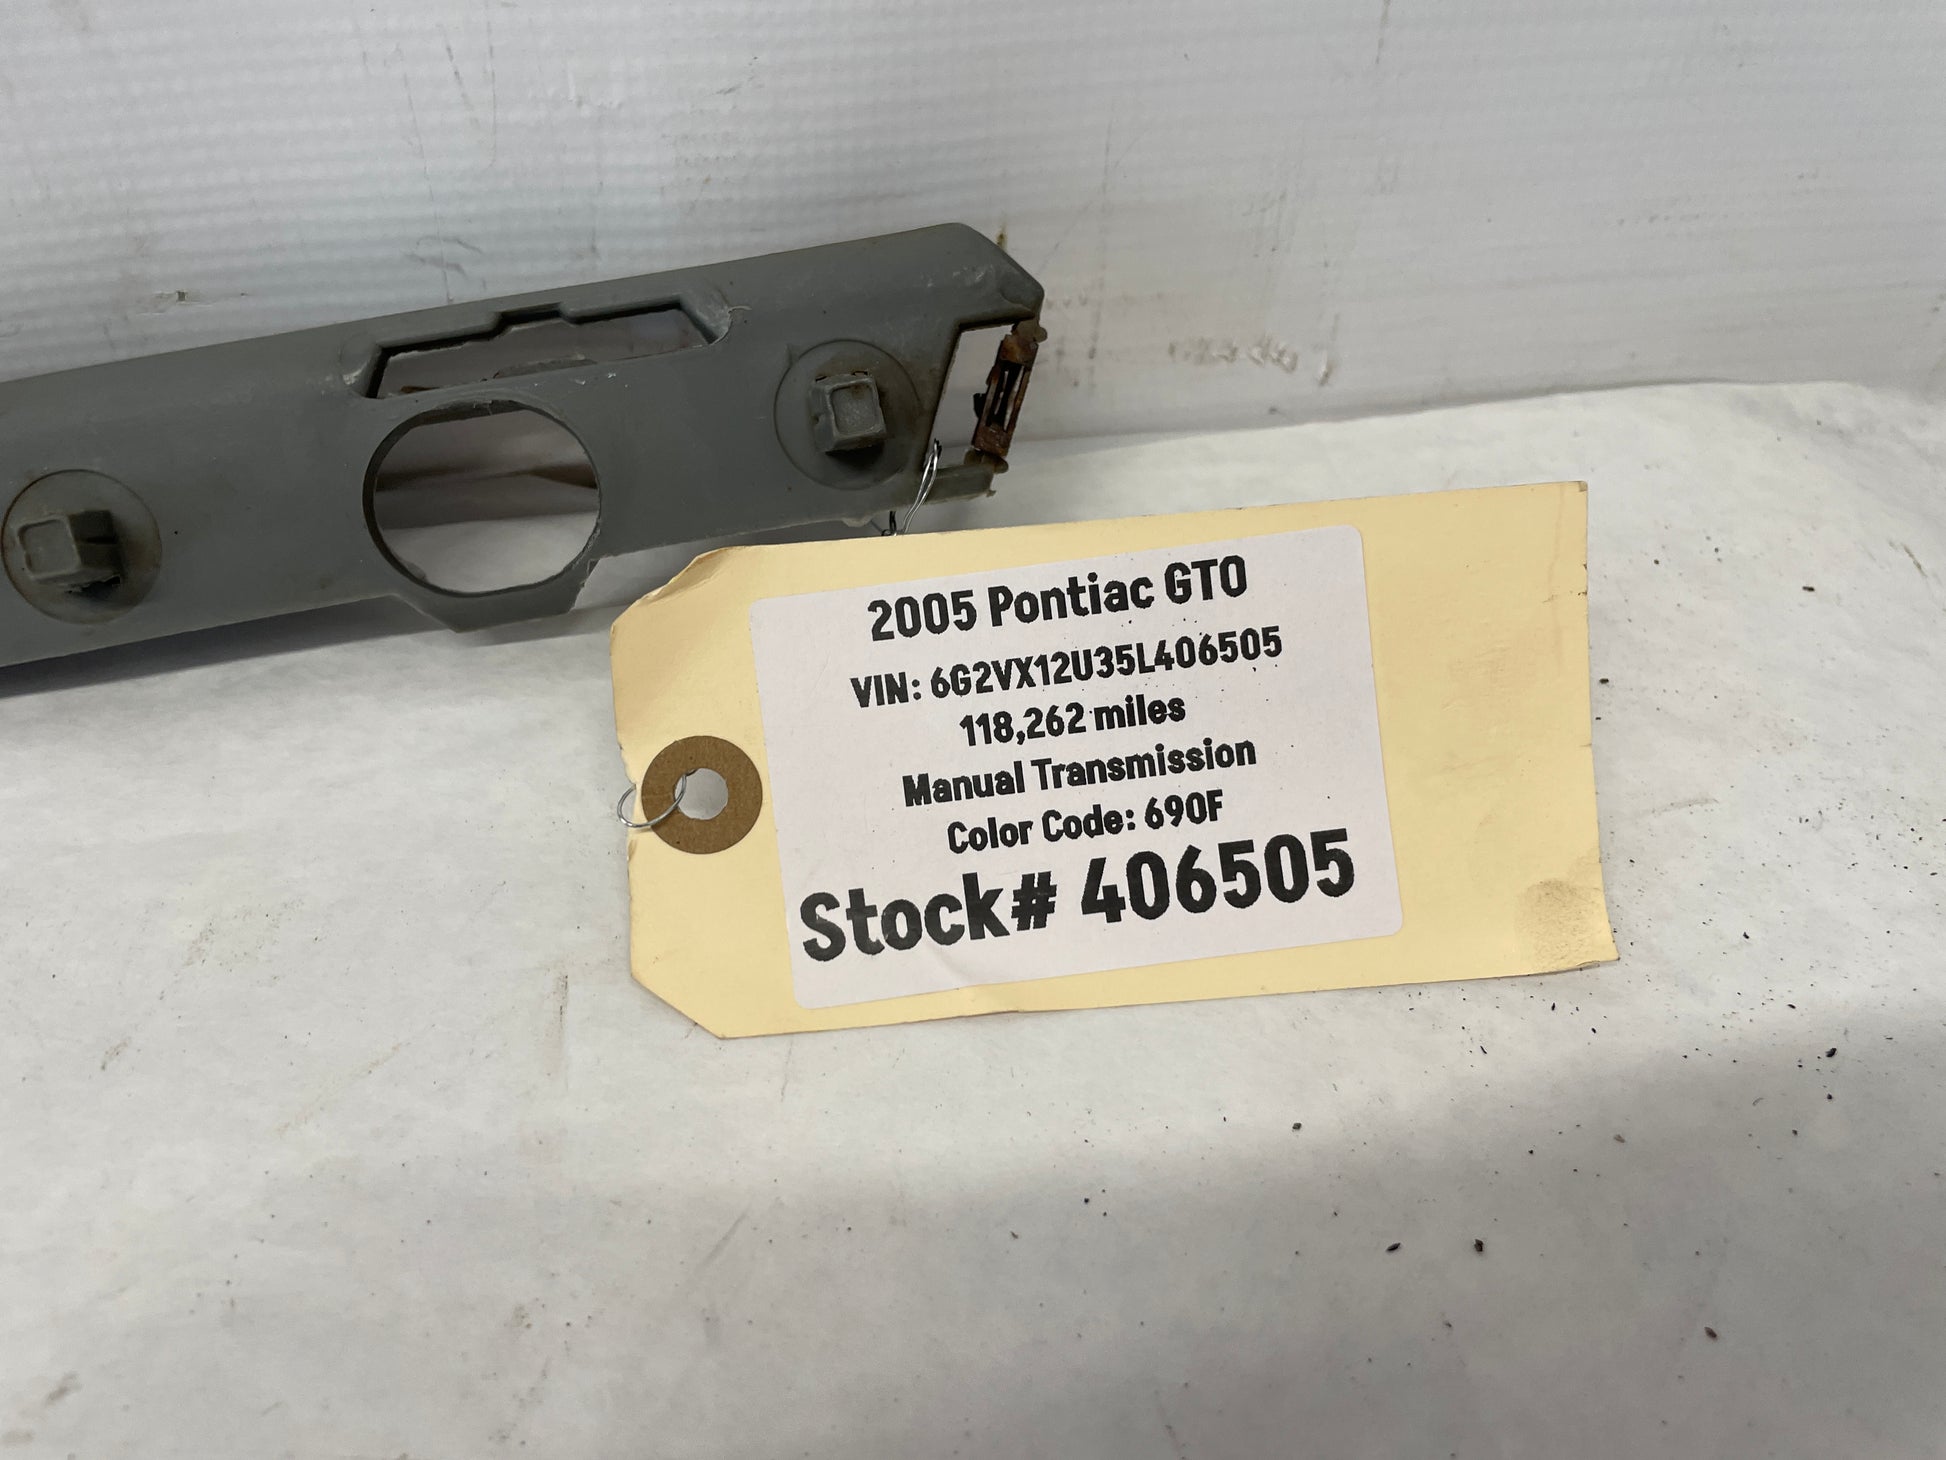 2005 Pontiac GTO
VIN: 6G2VX12U35L406505
118,262 miles
Manual Transmission
Color Code: 690F
Stock# 406505